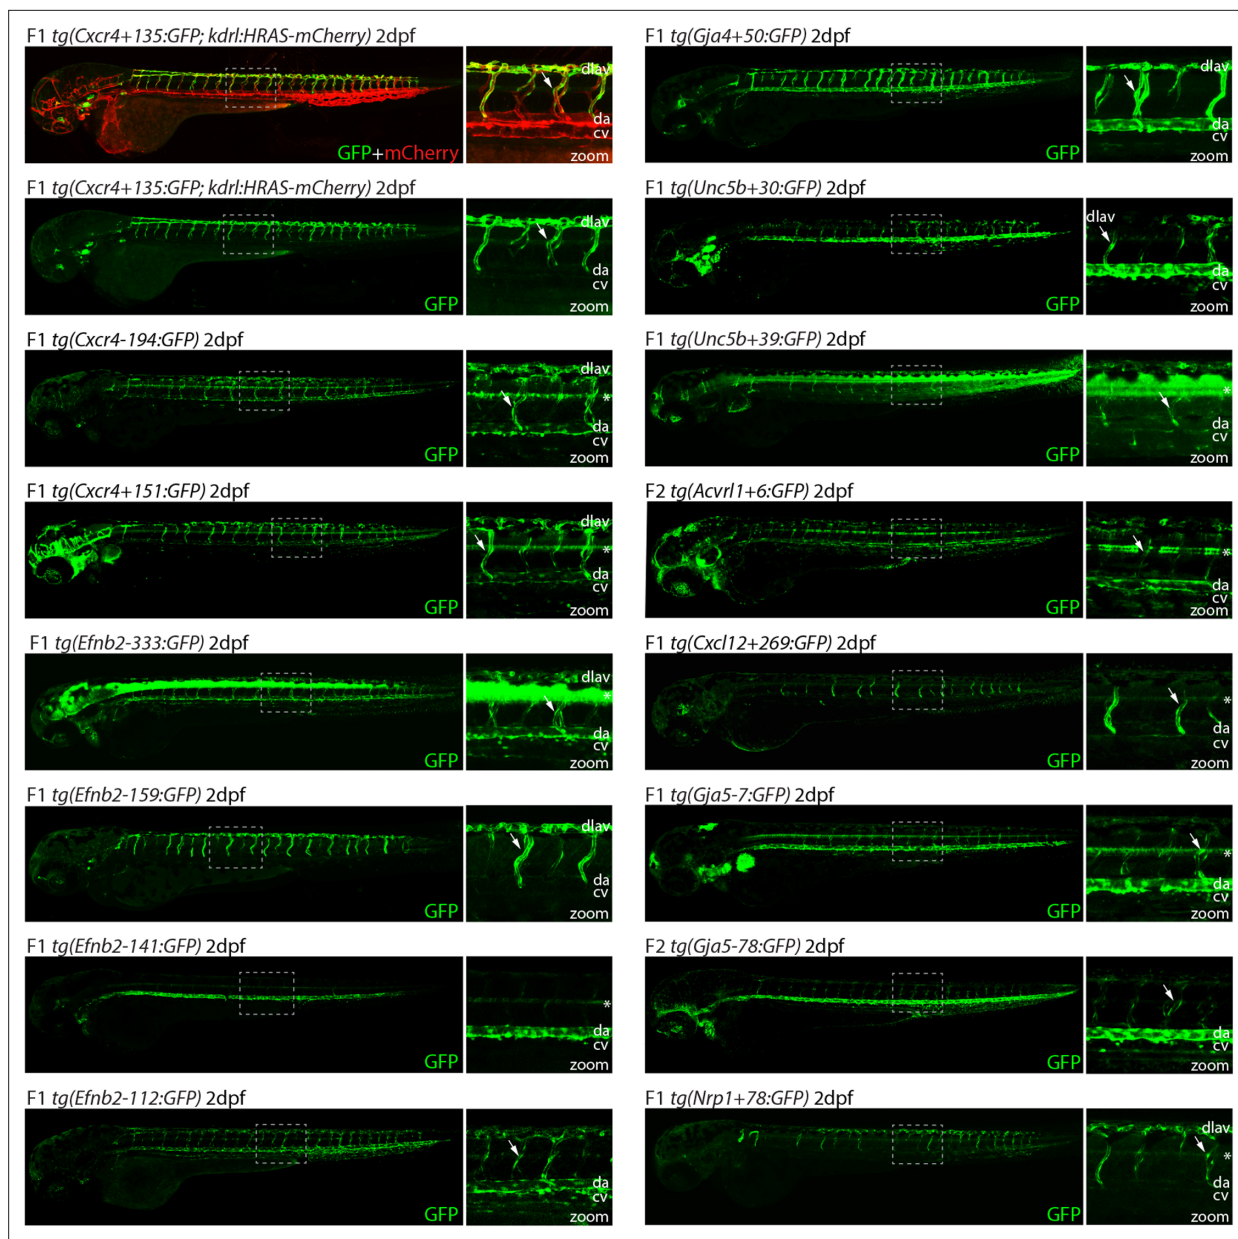 F1 tg(Cxcr4+135:GFP; kdrl:HRAS-mCherry) 2dpf
GFP+mCherry
dlav
da
cv
zoom
F1 tg(Cxcr4+135:GFP; kdrl:HRAS-mCherry) 2dpf
GFP
dlav
da
cv
zoom
F1 tg(Cxcr4-194:GFP) 2dpf
GFP
dlav
*
da
cv
zoom
F1 tg(Cxcr4+151:GFP) 2dpf
GFP
dlav
*
da
cv
zoom
F1 tg(Efnb2-333:GFP) 2dpf
GFP
dlav
*
da
cv
zoom
F1 tg(Efnb2-159:GFP) 2dpf
GFP
dlav
da
cv
zoom
F1 tg(Efnb2-141:GFP) 2dpf
GFP
*
da
cv
zoom
F1 tg(Efnb2-112:GFP) 2dpf
GFP
da
cv
zoom
F1 tg(Gja4+50:GFP) 2dpf
GFP
dlav
da
cv
zoom
F1 tg(Unc5b+30:GFP) 2dpf
GFP
dlav
da
cv
zoom
F1 tg(Unc5b+39:GFP) 2dpf
GFP
*
da
cv
zoom
F2 tg(Acvrl1+6:GFP) 2dpf
GFP
*
da
cv
zoom
F1 tg(Cxcl12+269:GFP) 2dpf
GFP
*
da
cv
zoom
F1 tg(Gja5-7:GFP) 2dpf
GFP
*
da
cv
zoom
F2 tg(Gja5-78:GFP) 2dpf
GFP
da
cv
zoom
F1 tg(Nrp1+78:GFP) 2dpf
GFP
dlav
*
da
cv
zoom